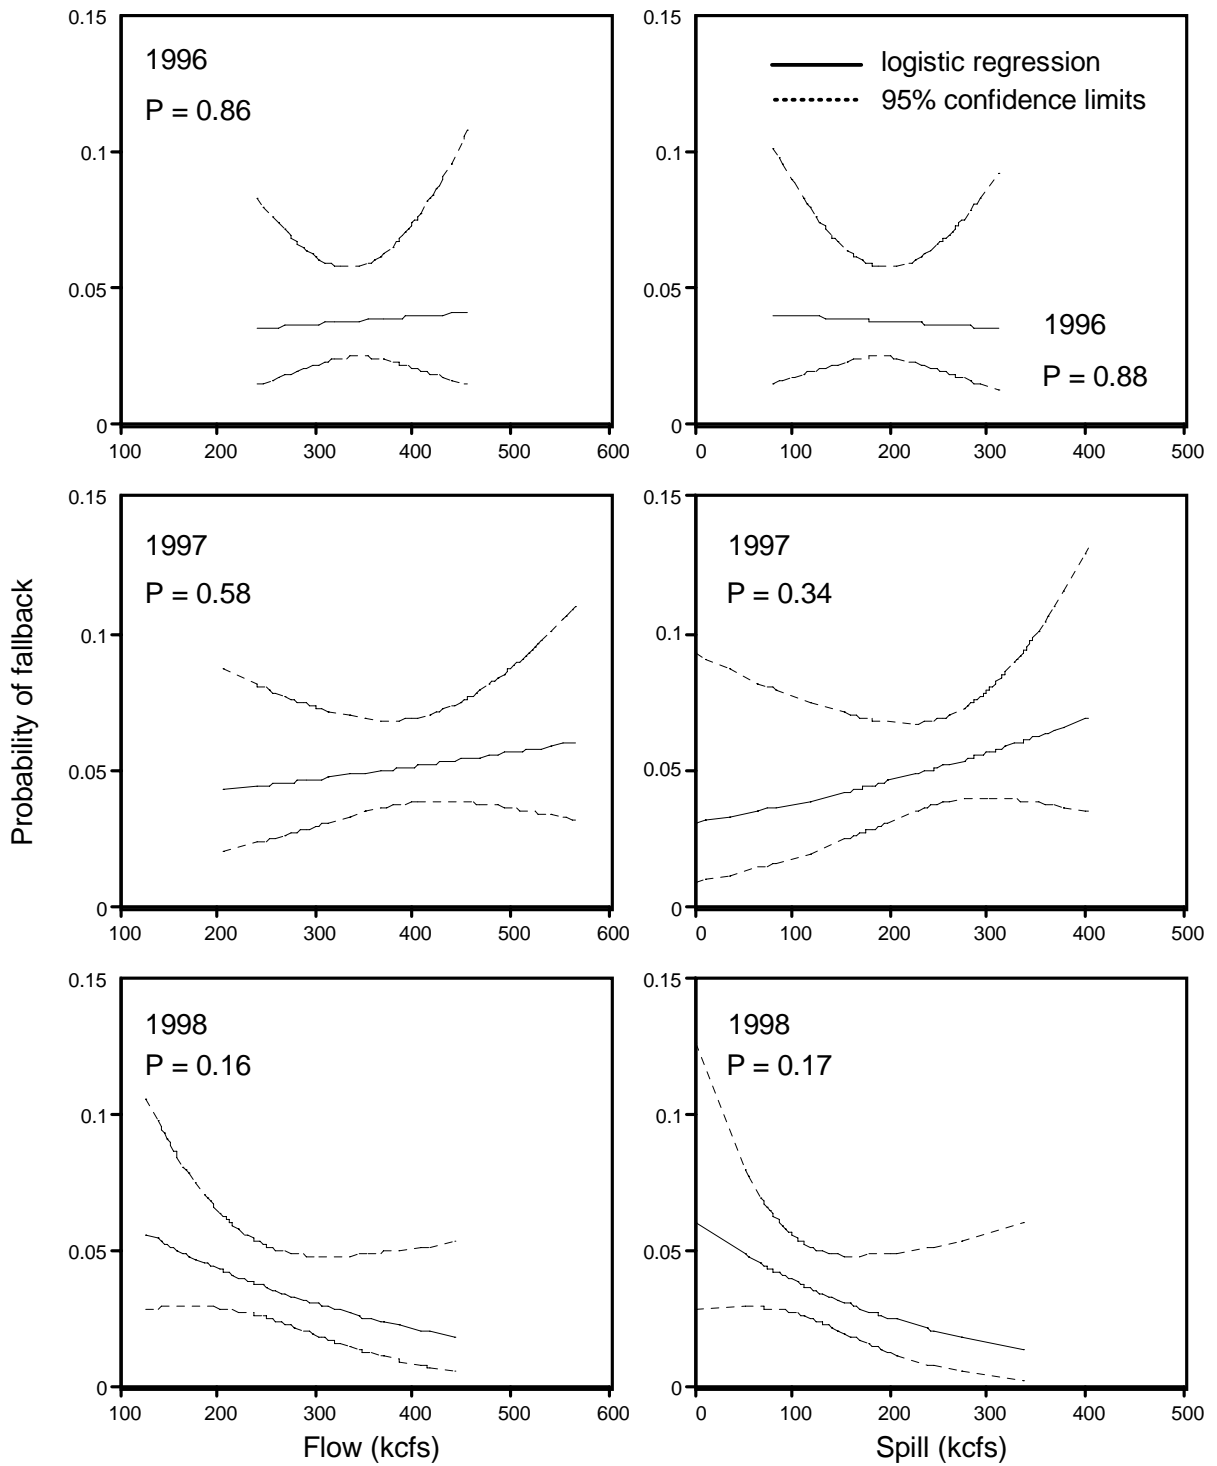 0.15
1996
P = 0.86
0.1
0.05
0
100 200 300 400 500 600
0.15
logistic regression
95% confidence limits
0.1
0.05
1996
P = 0.88
0
0 100 200 300 400 500
Probability of fallback
0.15
1997
P = 0.58
0.1
0.05
0
100 200 300 400 500 600
0.15
1997
P = 0.34
0.1
0.05
0
0 100 200 300 400 500
0.15
1998
P = 0.16
0.1
0.05
0
100 200 300 400 500 600
Flow (kcfs)
0.15
1998
P = 0.17
0.1
0.05
0
0 100 200 300 400 500
Spill (kcfs)